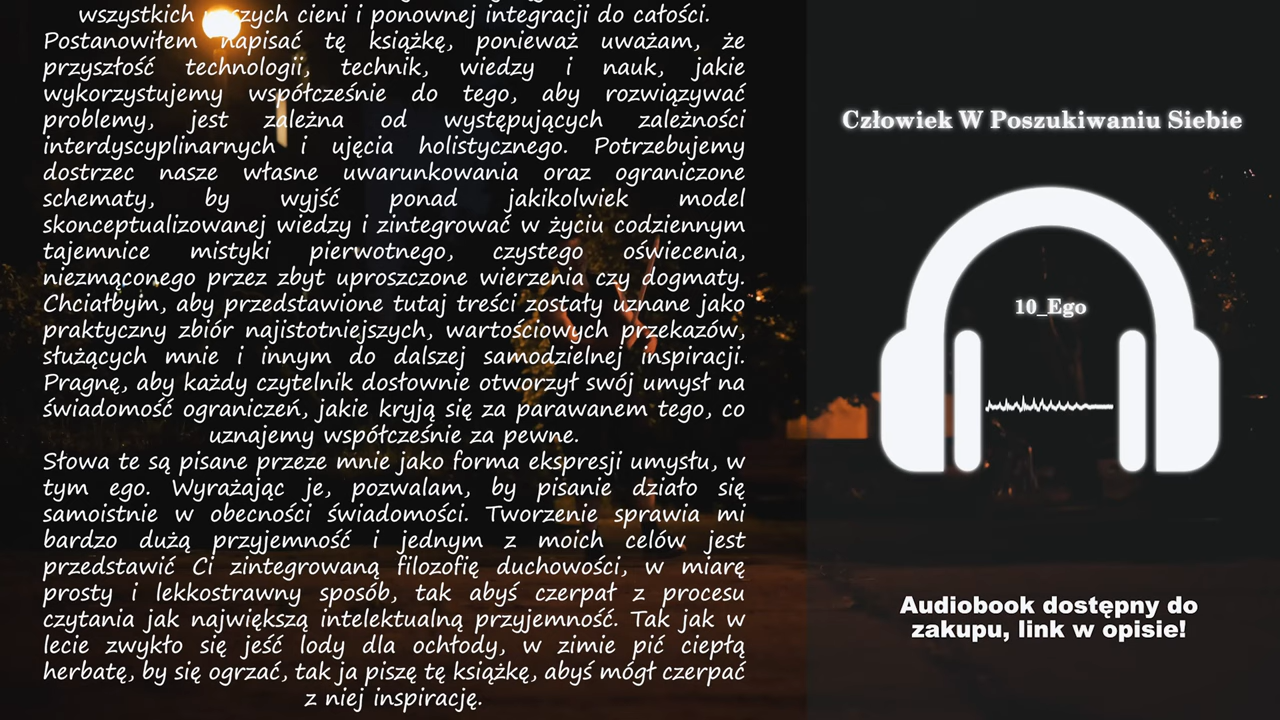 wszystkich naszych cieni i ponownej integracji do całości.
Postanowiłem napisać tę książkę, ponieważ uważam, że
przyszłość technologii, technik, wiedzy i nauk, jakie
wykorzystujemy współcześnie do tego, aby rozwiązywać
problemy, jest zależna od występujących zależności
interdyscyplinarnych i ujęcia holistycznego. Potrzebujemy
dostrzec nasze własne uwarunkowania oraz ograniczone
schematy, by wyjść ponad jakikolwiek model
skonceptualizowanej wiedzy i zintegrować w życiu codziennym
tajemnice mistyki pierwotnego, czystego oświecenia,
niezmąconego przez zbyt uproszczone wierzenia czy dogmaty.
Chciałbym, aby przedstawione tutaj treści zostały uznane jako
praktyczny zbiór najistotniejszych, wartościowych przekazów,
służących mnie i innym do dalszej samodzielnej inspiracji.
Pragnę, aby każdy czytelnik dosłownie otworzył swój umysł na
świadomość ograniczeń, jakie kryją się za parawanem tego, co
uznajemy współcześnie za pewne.
Słowa te są pisane przeze mnie jako forma ekspresji umysłu, w
tym ego. Wyrażając je, pozwalam, by pisanie działo się
samoistnie w obecności świadomości. Tworzenie sprawia mi
bardzo dużą przyjemność i jednym z moich celów jest
przedstawić Ci zintegrowaną filozofię duchowości, w miarę
prosty i lekkostrawny sposób, tak abyś czerpał z procesu
czytania jak największą intelektualną przyjemność. Tak jak w
lecie zwykło się jeść lody dla ochłody, w zimie pić ciepłą
herbatę, by się ogrzać, tak ja piszę tę książkę, abyś mógł czerpać
z niej inspirację.
Człowiek W Poszukiwaniu Siebie
10_Ego
Audiobook dostępny do
zakupu, link w opisie!